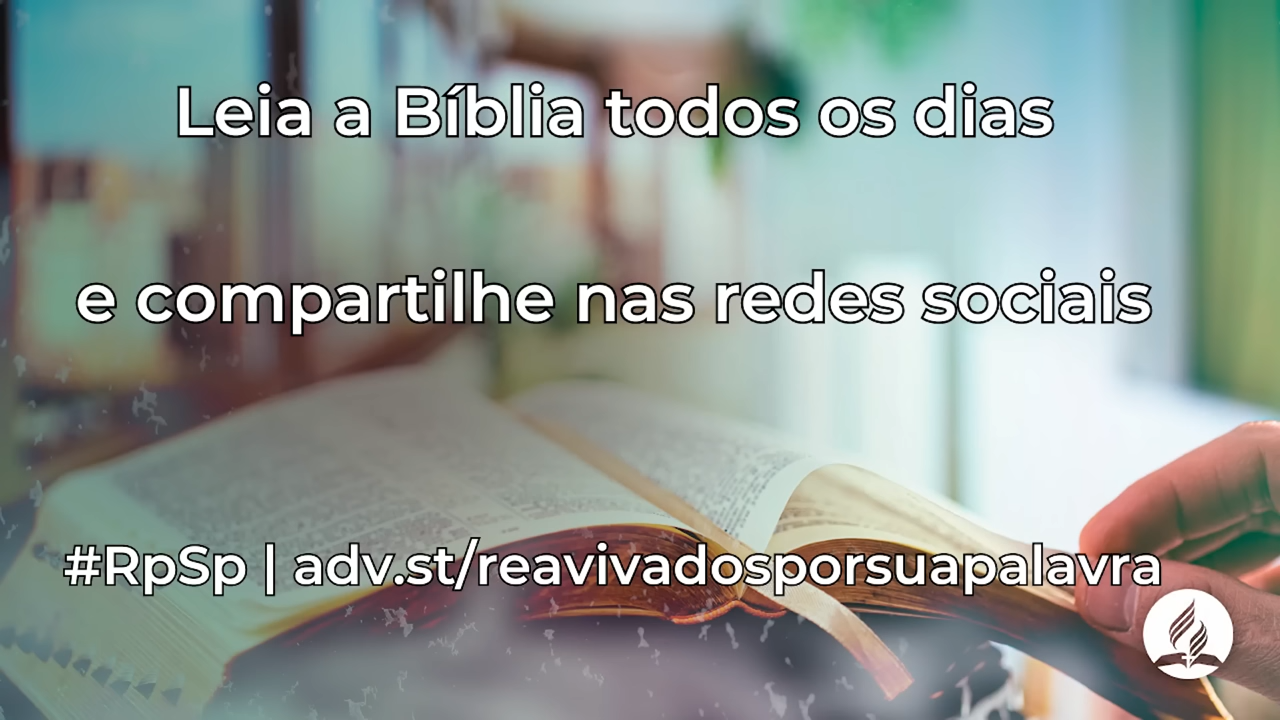 Leia a Bíblia todos os dias
e compartilhe nas redes sociais
#RpSp | adv.st/reavivadosporsuapalavra